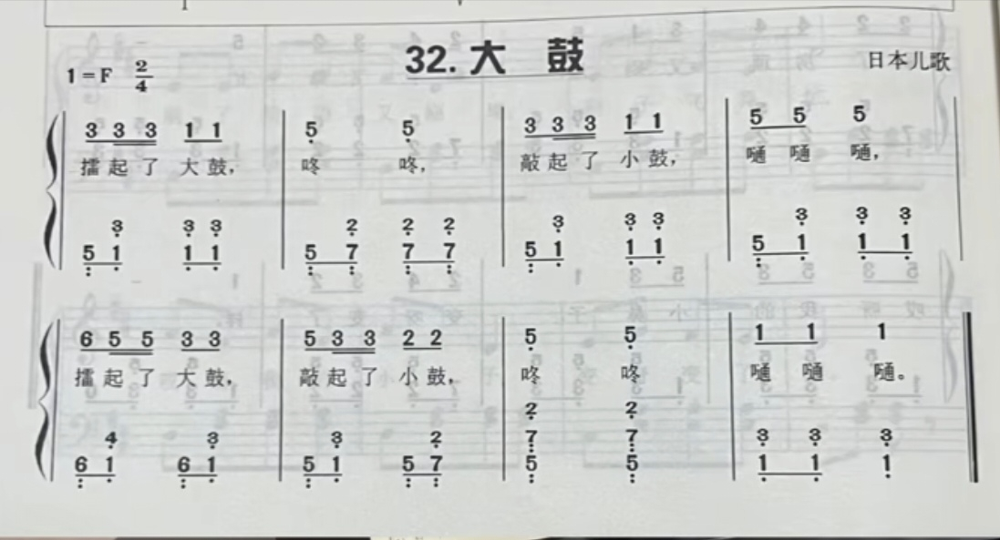 32. 大 鼓
1=F 2/4
日本儿歌
3 3 3 1 1 | 5 5 | 3 3 3 1 1 | 5 5 5
擂起了 大鼓, 咚 咚, 敲起了 小鼓, 嗵 嗵 嗵,
3 3 3 2 2 2 3 3 3 3 3 3
5 1 1 1 | 5 7 7 7 | 5 1 1 1 | 5 1 1 1
6 5 5 3 3 | 5 3 3 2 2 | 5 5 | 1 1 1
擂起了 大鼓, 敲起了 小鼓, 咚 咚 嗵 嗵 嗵。
2 2
4 3 3 2 7 7 3 3 3
6 1 6 1 | 5 1 5 7 | 5 5 | 1 1 1